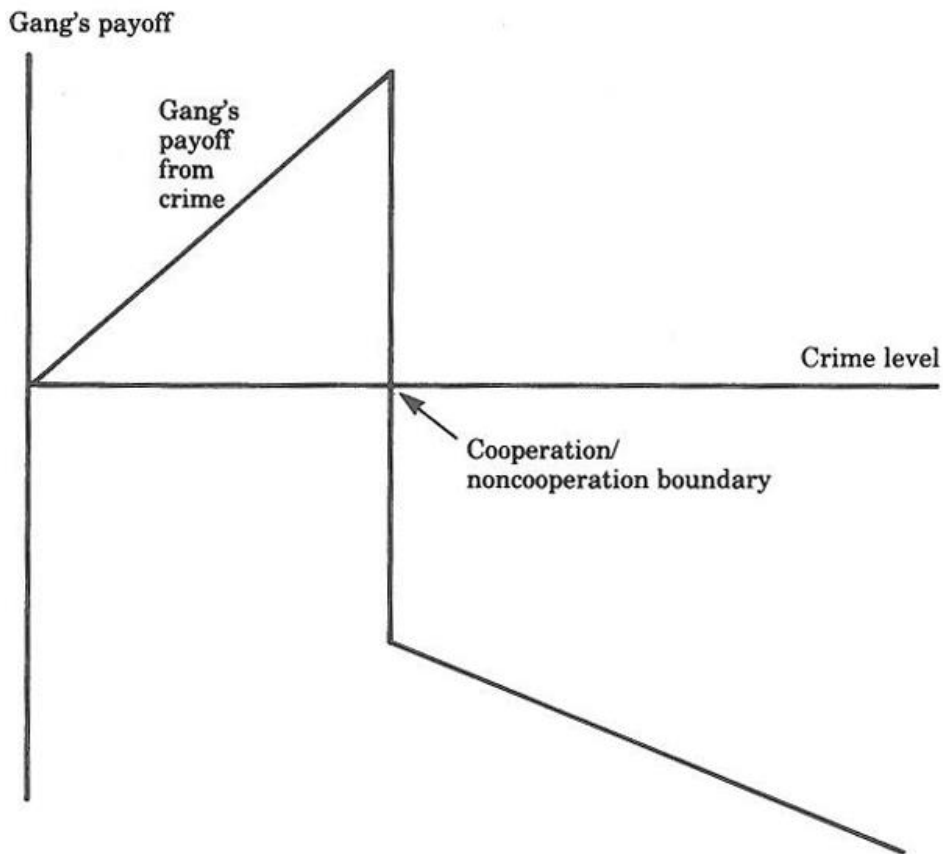 Gang's payoff
Gang's
payoff
from
crime
Crime level
Cooperation/
noncooperation boundary